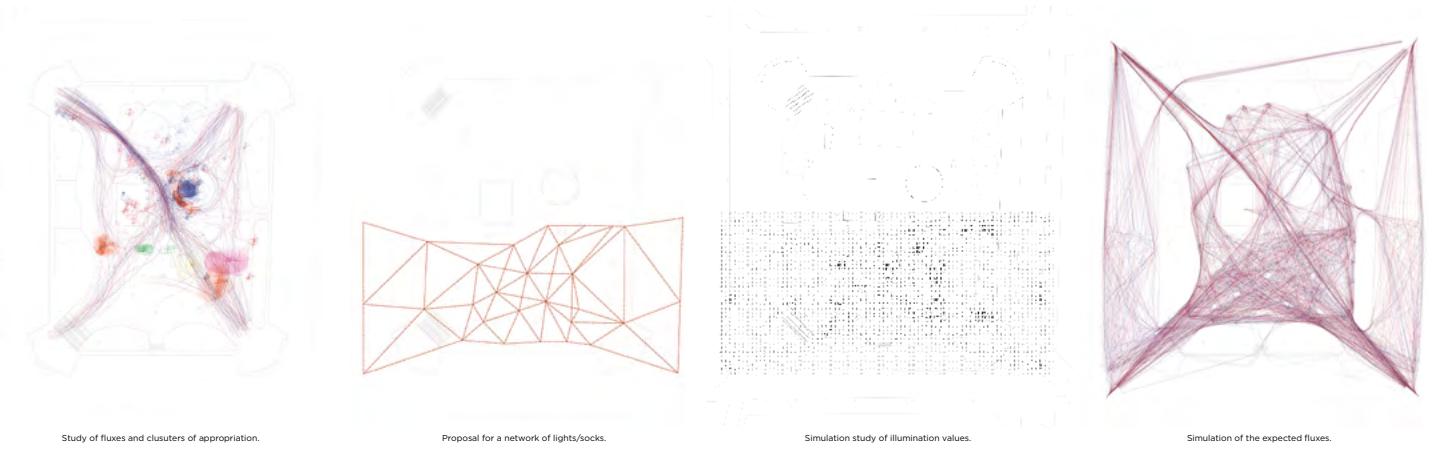 Study of fluxes and clusuters of appropriation.
Proposal for a network of lights/socks.
Simulation study of illumination values.
Simulation of the expected fluxes.